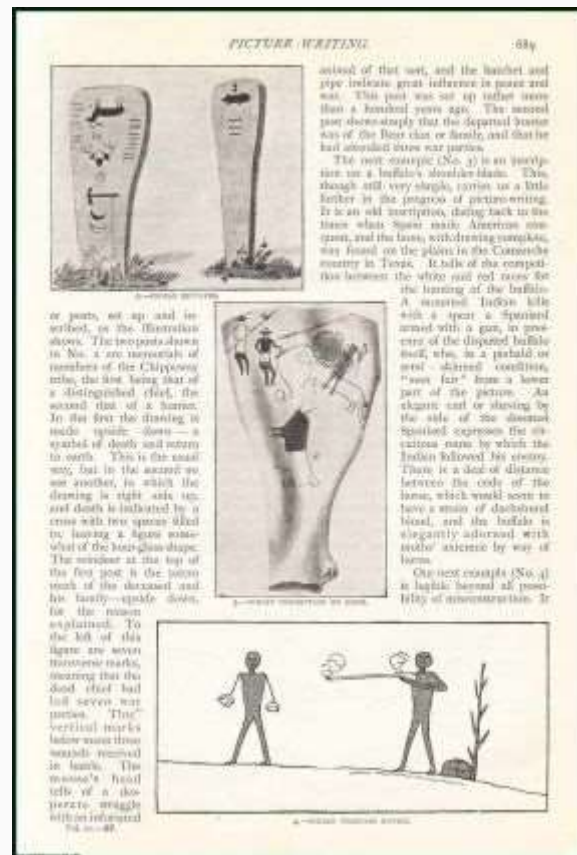 PICTURE WRITING.
689
animal of that sort, and the hatchet and
pipe indicate great influence in peace and
war. This post was set up rather more
than a hundred years ago. The second
post shows simply that the departed hunter
was of the Bear clan or family, and that he
had attended three war parties.
The next example (No. 3) is an inscrip-
tion on a buffalo's shoulder-blade. This,
though still very simple, carries us a little
further in the progress of picture-writing.
It is an old inscription, dating back to the
times when Spain made American con-
quest, and the bone, with drawing complete,
was found on the plains in the Comanche
country in Texas. It tells of the competi-
tion between the white and red races for
the hunting of the buffalo.
A mounted Indian kills
with a spear a Spaniard
armed with a gun, in pres-
ence of the disputed buffalo
itself, who, in a piebald or
semi-skinned condition,
"sees fair" from a lower
part of the picture. An
elegant curl or shaving by
the side of the doomed
Spaniard expresses the
route by which the
Indian followed his enemy.
There is a deal of distance
between the ends of the
horse, which would seem to
have a strain of dachshund
blood, and the buffalo is
elegantly adorned with
by way of
horns.
Our next example (No. 4)
is beyond all possi-
bility of misconstruction. It
or posts, set up and in-
scribed, as the illustration
shows. The two posts shown
in No. 2 are memorials of
members of the Chippeway
tribe, the first being that of
a distinguished chief, the
second that of a hunter.
In the first the drawing is
made upside-down—a
symbol of death and return
to earth. This is the usual
way, but in the second we
see another, in which the
drawing is right side up,
and death is indicated by a
cross with two spaces filled
in, leaving a figure some-
what of the hour-glass shape.
The reindeer at the top of
the first post is the totem
mark of the deceased and
his family—upside down,
for the reason
explained. To
the left of this
figure are seven
transverse marks,
meaning that the
dead chief had
led seven war
parties. Three
vertical marks
below mean three
wounds received
in battle. The
moose's head
tells of a des-
perate struggle
with an infuriated